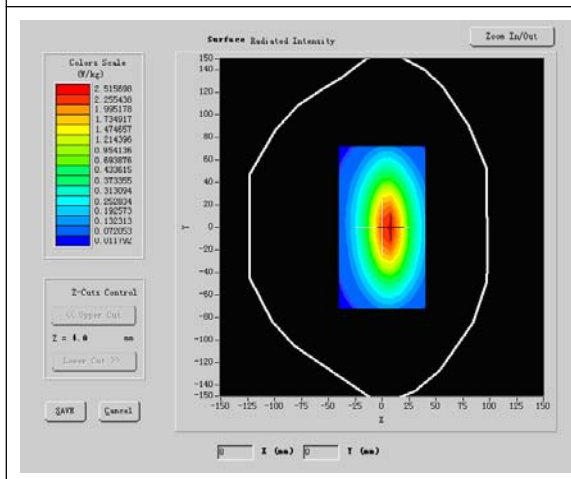 Surface Radiated Intensity
Zoom In/Out
Colors Scale
(W/kg)
2.515698
2.255438
1.995178
1.734917
1.474657
1.214396
0.954136
0.693876
0.433615
0.373355
0.313094
0.252834
0.192573
0.132313
0.072053
0.011792
150
140
120
100
80
60
40
20
0
-20
-40
-60
-80
-100
-120
-140
-150
Y
-150 -125 -100 -75 -50 -25 0 25 50 75 100 125 150
X
Z-Cuts Control
<< Upper Cut
Z = 4.0 mm
Lower Cut >>
SAVE
Cancel
0 X (mm) 0 Y (mm)